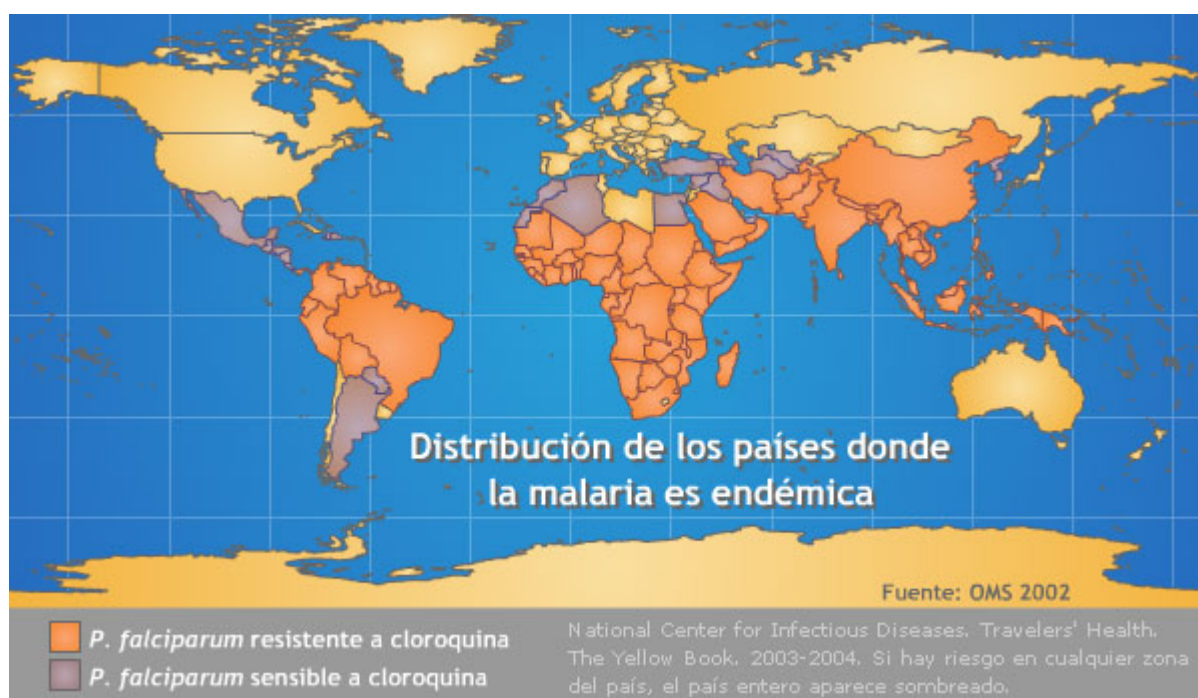 Distribución de los países donde
la malaria es endémica
Fuente: OMS 2002
P. falciparum resistente a cloroquina
P. falciparum sensible a cloroquina
National Center for Infectious Diseases. Travelers' Health.
The Yellow Book. 2003-2004. Si hay riesgo en cualquier zona
del país, el país entero aparece sombreado.